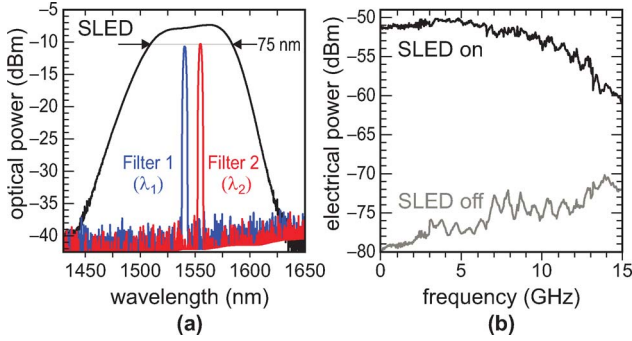 SLED
75 nm
Filter 1
(λ1)
Filter 2
(λ2)
optical power (dBm)
−5
−10
−15
−20
−25
−30
−35
−40
1450
1500
1550
1600
1650
wavelength (nm)
(a)
electrical power (dBm)
−50
−55
−60
−65
−70
−75
−80
SLED on
SLED off
0
5
10
15
frequency (GHz)
(b)